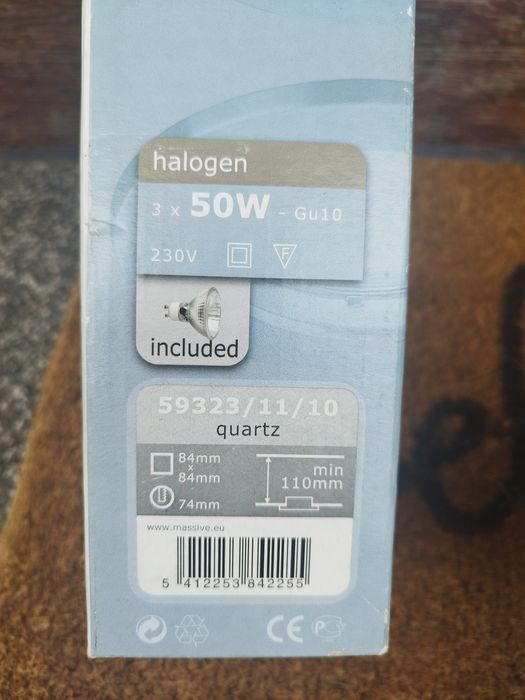 halogen
3 x 50W - Gu10
230V F
included
59323/11/10
quartz
84mm
x
84mm
min
110mm
74mm
www.massive.eu
5 412253 842255
CE